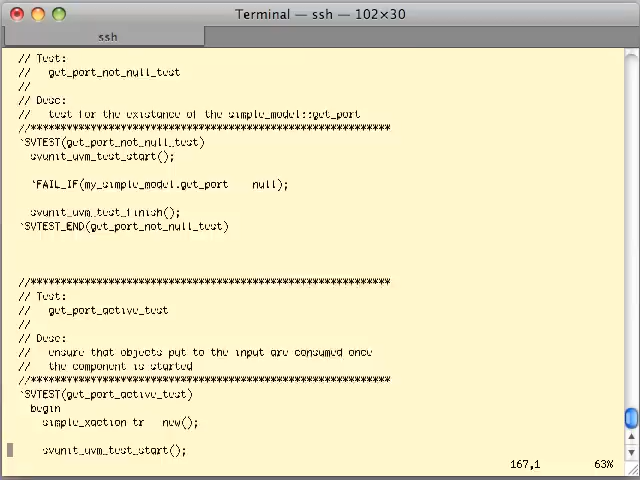 Terminal — ssh — 102×30
ssh
// Test:
//   get_port_not_null_test
//
// Desc:
//   test for the existance of the simple_model::get_port
//************************************************************
`SVTEST(get_port_not_null_test)
  svunit_uvm_test_start();
  `FAIL_IF(my_simple_model.get_port    null);
  svunit_uvm_test_finish();
`SVTEST_END(get_port_not_null_test)
//************************************************************
// Test:
//   get_port_active_test
//
// Desc:
//   ensure that objects put to the input are consumed once
//   the component is started
//************************************************************
`SVTEST(get_port_active_test)
  begin
    simple_xaction tr   new();
    svunit_uvm_test_start();
167,1 63%